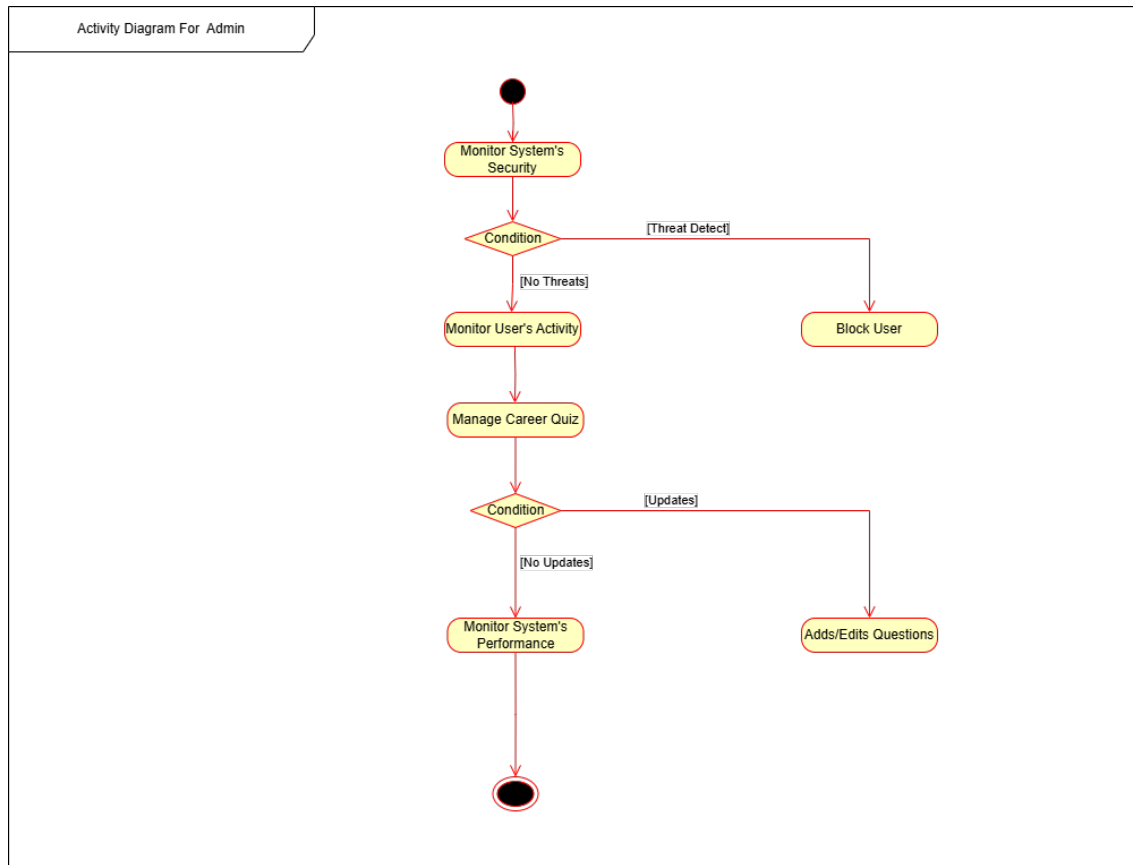 Activity Diagram For  Admin
Monitor System's
Security
Condition
[Threat Detect]
[No Threats]
Monitor User's Activity
Block User
Manage Career Quiz
Condition
[Updates]
[No Updates]
Monitor System's
Performance
Adds/Edits Questions